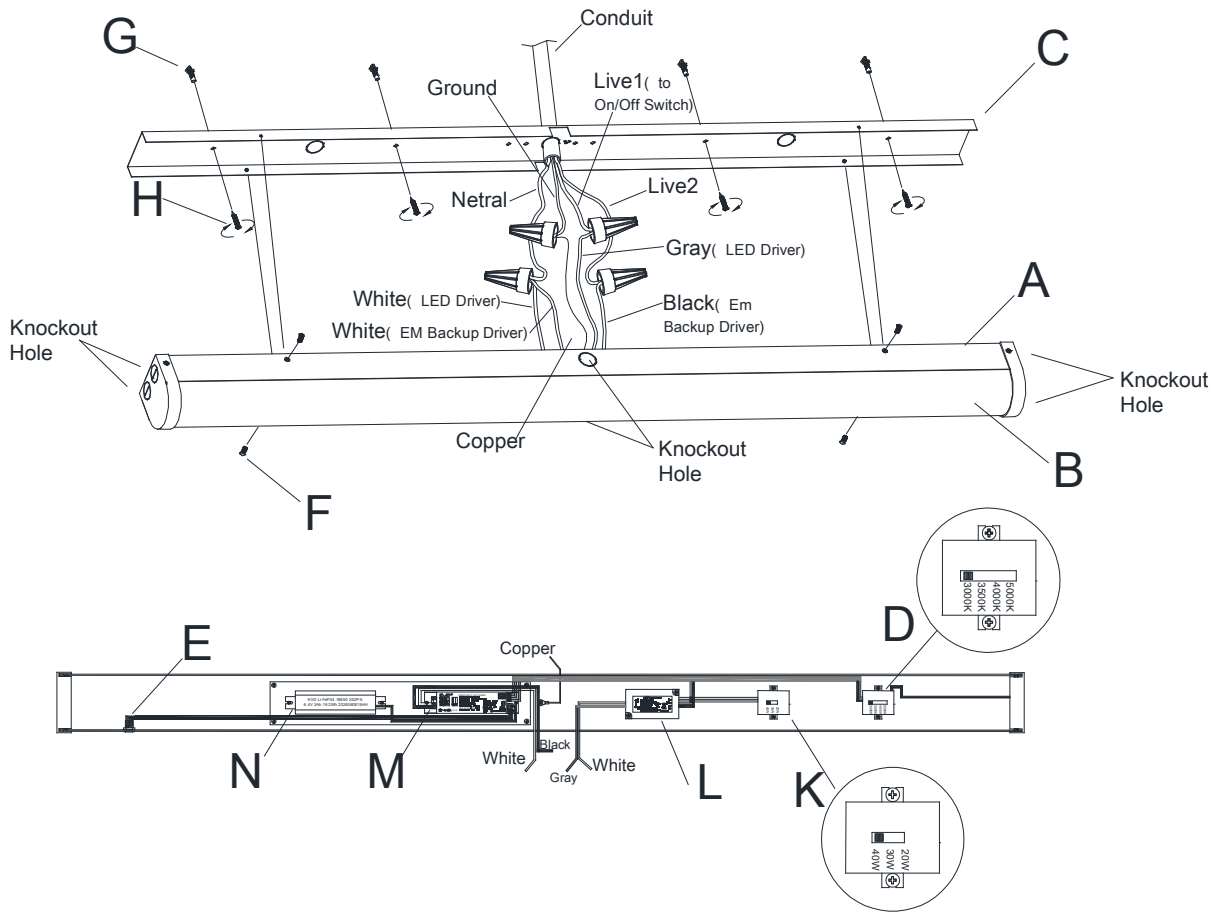 Conduit
G
C
Live1( to
On/Off Switch)
Ground
H
Netral
Live2
Gray( LED Driver)
White( LED Driver)
Black( Em
Backup Driver)
White( EM Backup Driver)
A
Knockout
Hole
Knockout
Hole
Copper
Knockout
Hole
B
F
5000K
4000K
3500K
3000K
D
E
Copper
N
M
White
Black
Gray
White
L
K
20W
30W
40W